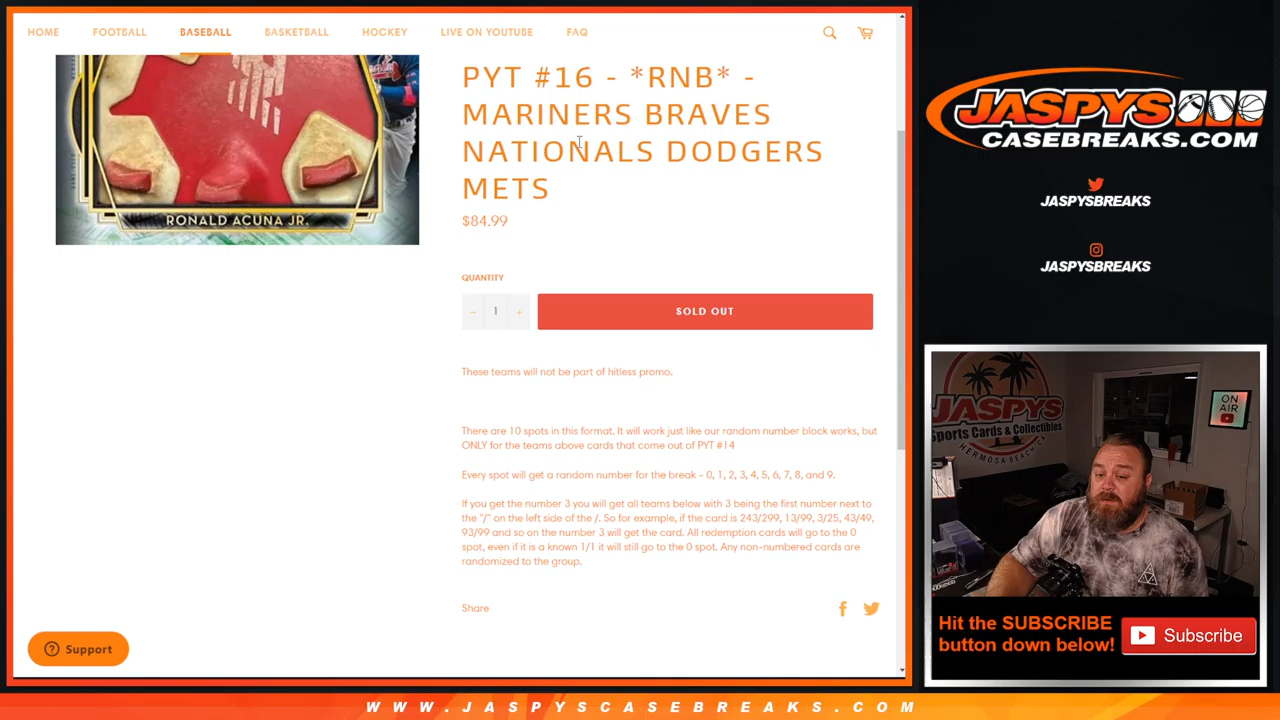 HOME FOOTBALL BASEBALL BASKETBALL HOCKEY LIVE ON YOUTUBE FAQ
RONALD ACUNA JR.
PYT #16 - *RNB* -
MARINERS BRAVES
NATIONALS DODGERS
METS
$84.99
QUANTITY
− 1 +
SOLD OUT
These teams will not be part of hitless promo.
There are 10 spots in this format. It will work just like our random number block works, but
ONLY for the teams above cards that come out of PYT #14
Every spot will get a random number for the break – 0, 1, 2, 3, 4, 5, 6, 7, 8, and 9.
If you get the number 3 you will get all teams below with 3 being the first number next to
the "/" on the left side of the /. So for example, if the card is 243/299, 13/99, 3/25, 43/49,
93/99 and so on the number 3 will get the card. All redemption cards will go to the 0
spot, even if it is a known 1/1 it will still go to the 0 spot. Any non-numbered cards are
randomized to the group.
Share
Support
JASPYS
CASEBREAKS.COM
JASPYSBREAKS
JASPYSBREAKS
JASPYS
Sports Cards & Collectibles
HERMOSA BEACH, CA
ON
AIR
Hit the SUBSCRIBE
button down below!
Subscribe
WWW.JASPYSCASEBREAKS.COM